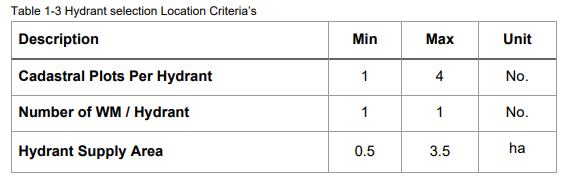 Table 1-3 Hydrant selection Location Criteria's
Description Min Max Unit
Cadastral Plots Per Hydrant 1 4 No.
Number of WM / Hydrant 1 1 No.
Hydrant Supply Area 0.5 3.5 ha